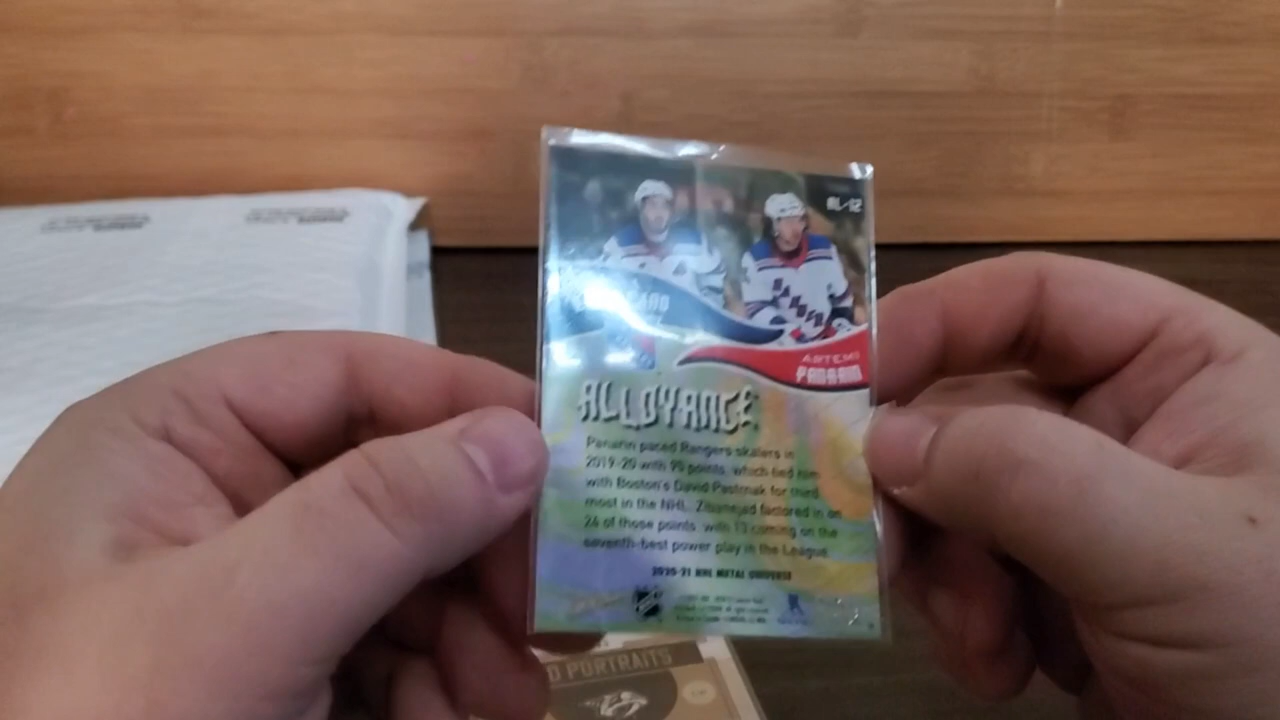 AL-12
ARTEMI
PANARIN
ALLOYANCE
Panarin paced Rangers skaters in
2019-20 with 95 points, which tied him
with Boston's David Pastrnak for third
most in the NHL. Zibanejad factored in on
26 of those points, with 13 coming on the
seventh-best power play in the League.
2020-21 NHL METAL UNIVERSE
D PORTRAITS